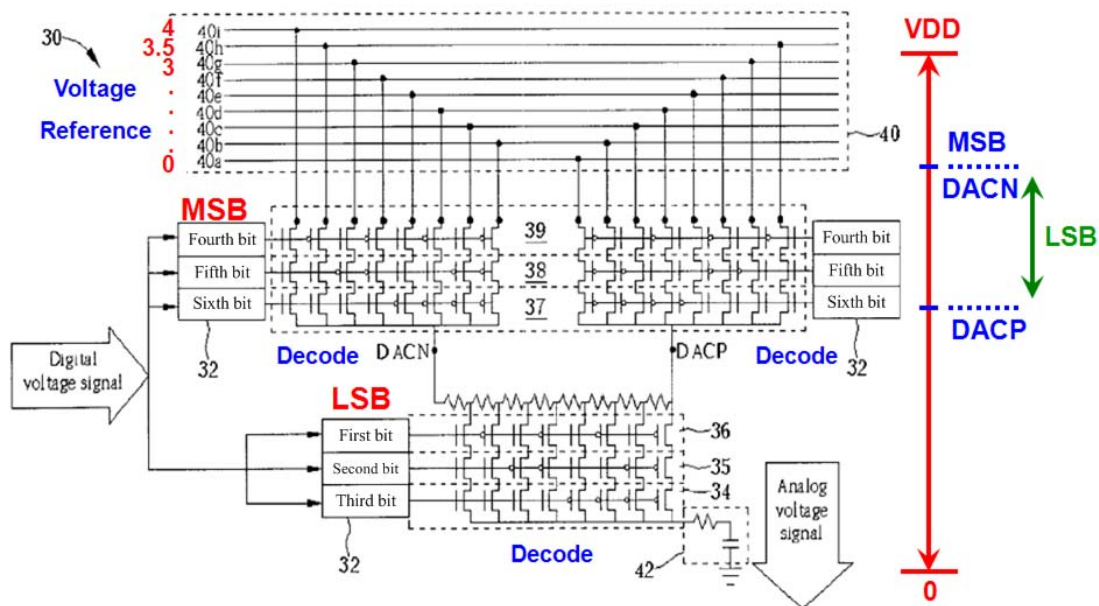 30
Voltage
Reference
4
3.5
3
.
.
.
.
0
40i
40h
40g
40f
40e
40d
40c
40b
40a
40
VDD
MSB
DACN
LSB
DACP
0
MSB
Fourth bit
Fifth bit
Sixth bit
32
39
38
37
Fourth bit
Fifth bit
Sixth bit
32
Decode
DACN
DACP
Decode
Digital
voltage signal
LSB
First bit
Second bit
Third bit
32
36
35
34
Decode
42
Analog
voltage
signal